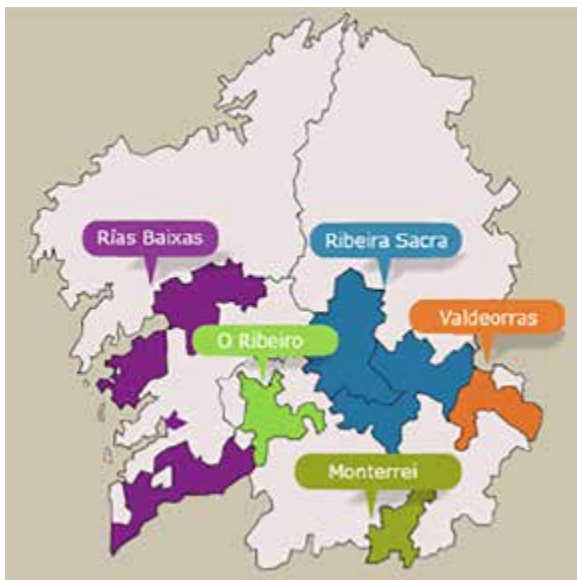 Rías Baixas
Ribeira Sacra
Valdeorras
O Ribeiro
Monterrei